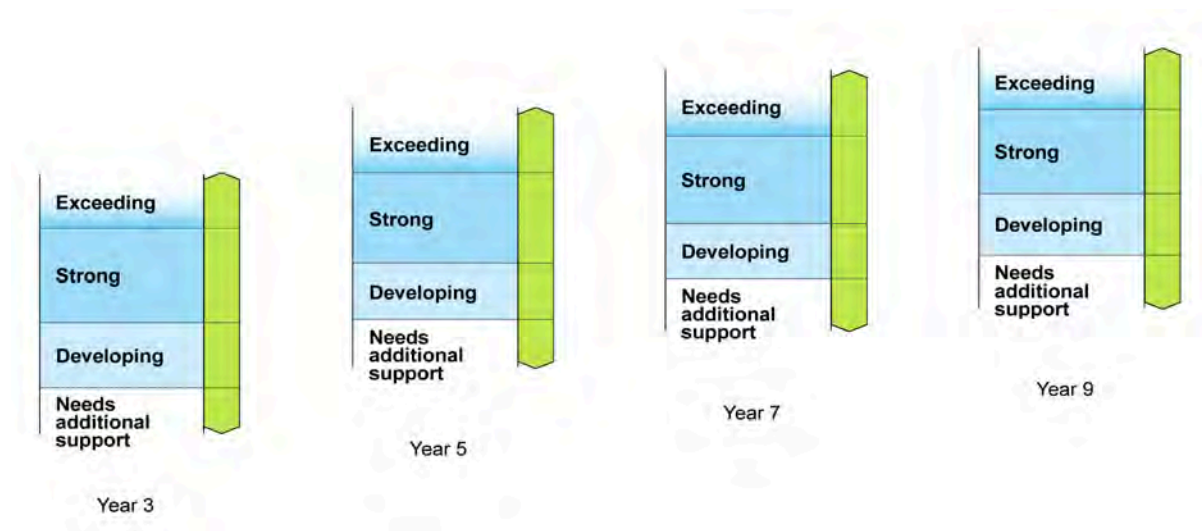 Exceeding
Strong
Developing
Needs
additional
support
Year 3
Exceeding
Strong
Developing
Needs
additional
support
Year 5
Exceeding
Strong
Developing
Needs
additional
support
Year 7
Exceeding
Strong
Developing
Needs
additional
support
Year 9